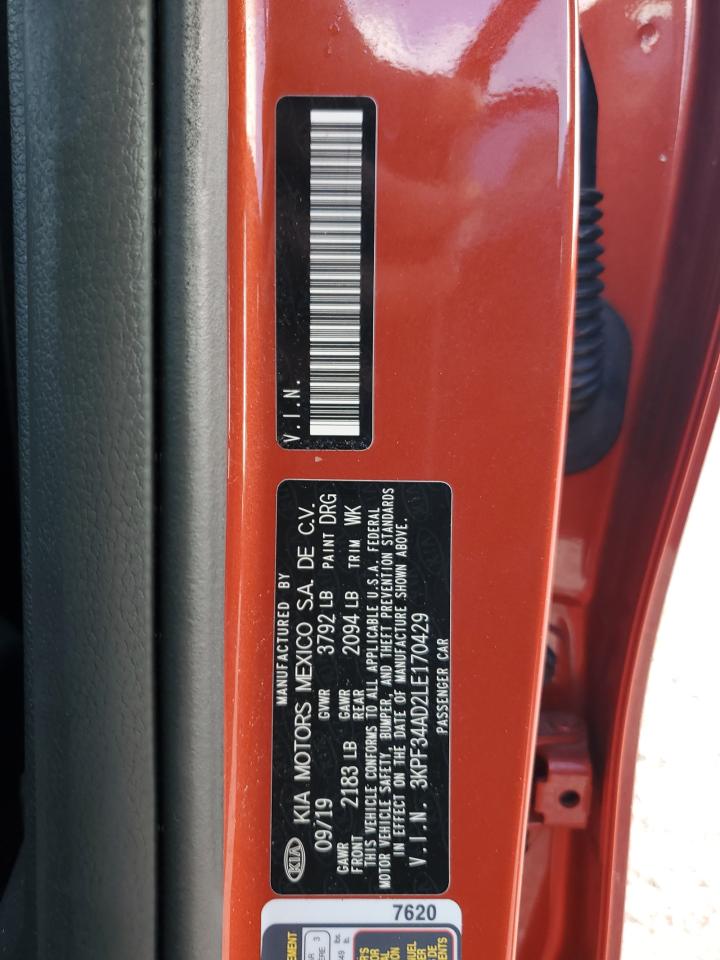 V.I.N.
MANUFACTURED BY
KIA KIA MOTORS MEXICO S.A. DE C.V.
09/19 GVWR 3792 LB PAINT DRG
GAWR FRONT 2183 LB GAWR REAR 2094 LB TRIM WK
THIS VEHICLE CONFORMS TO ALL APPLICABLE U.S.A. FEDERAL
MOTOR VEHICLE SAFETY, BUMPER, AND THEFT PREVENTION STANDARDS
IN EFFECT ON THE DATE OF MANUFACTURE SHOWN ABOVE.
V.I.N. 3KPF34AD2LE170429
PASSENGER CAR
7620